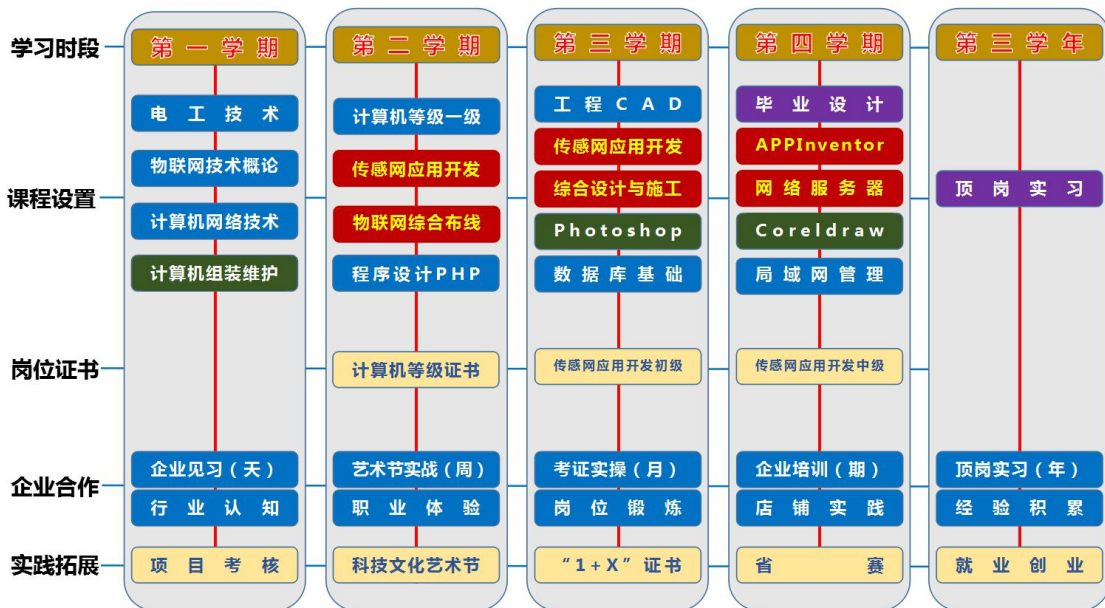 学习时段
第一学期
第二学期
第三学期
第四学期
第三学年
课程设置
电工技术
物联网技术概论
计算机网络技术
计算机组装维护
计算机等级一级
传感网应用开发
物联网综合布线
程序设计PHP
工程CAD
传感网应用开发
综合设计与施工
Photoshop
数据库基础
毕业设计
APPInventor
网络服务器
Coreldraw
局域网管理
顶岗实习
岗位证书
计算机等级证书
传感网应用开发初级
传感网应用开发中级
企业合作
企业见习（天）
艺术节实战（周）
考证实操（月）
企业培训（期）
顶岗实习（年）
行业认知
职业体验
岗位锻炼
店铺实践
经验积累
实践拓展
项目考核
科技文化艺术节
“1+X”证书
省赛
就业创业